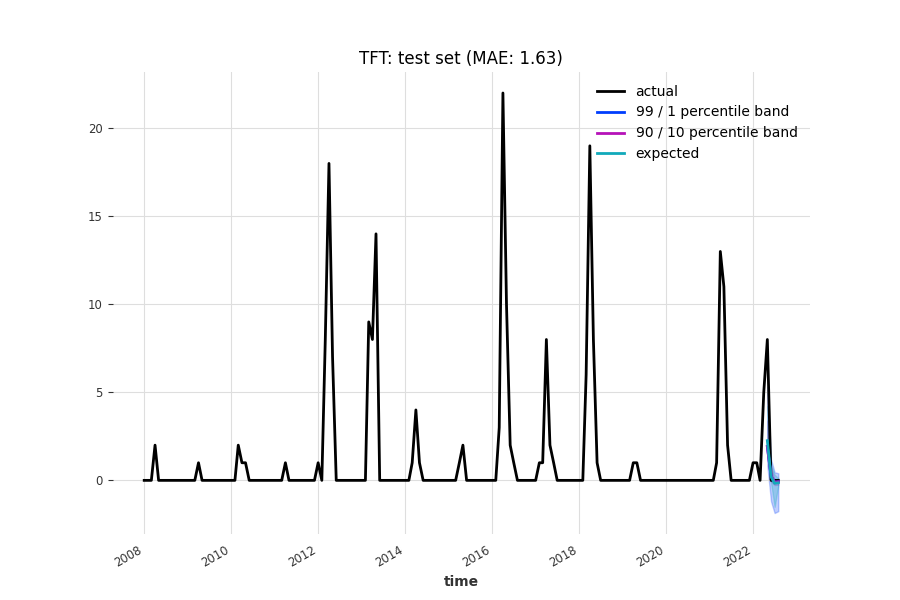 TFT: test set (MAE: 1.63)
actual
99 / 1 percentile band
90 / 10 percentile band
expected
20
15
10
5
0
2008
2010
2012
2014
2016
2018
2020
2022
time